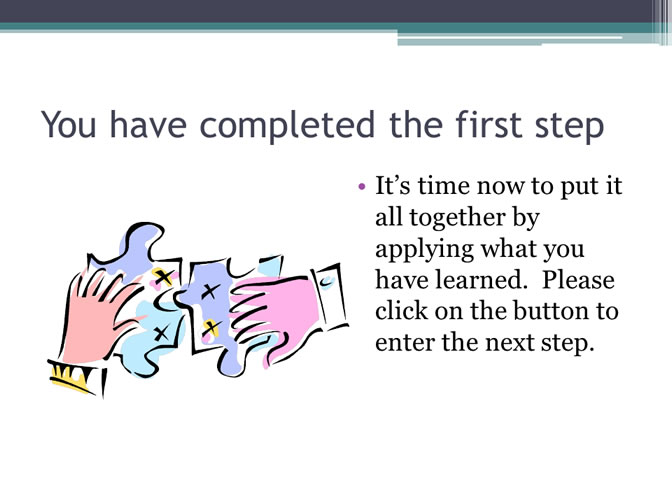 You have completed the first step
• It’s time now to put it
all together by
applying what you
have learned.  Please
click on the button to
enter the next step.